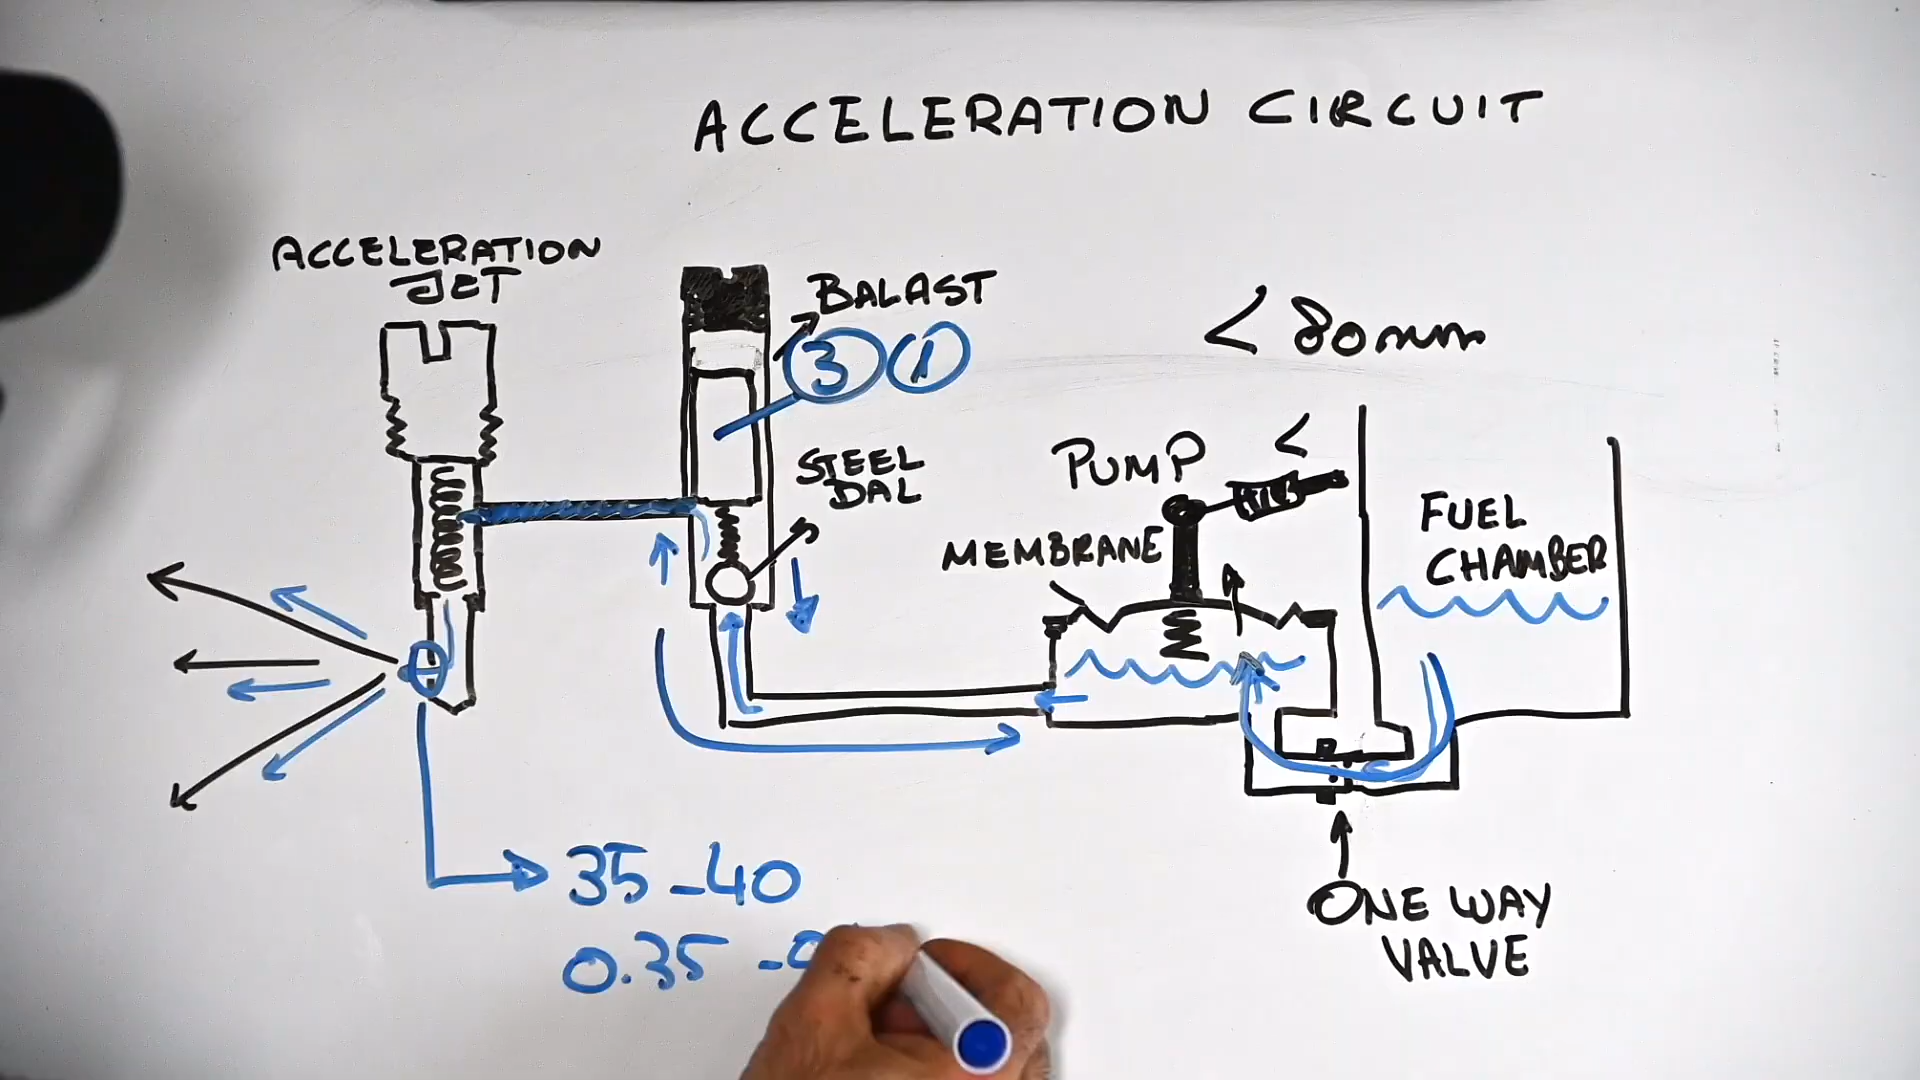 ACCELERATION CIRCUIT
ACCELERATION
JET
BALAST
3 1
< 80mm
STEEL
BAL
PUMP
<
MEMBRANE
FUEL
CHAMBER
35-40
0.35-0
ONE WAY
VALVE